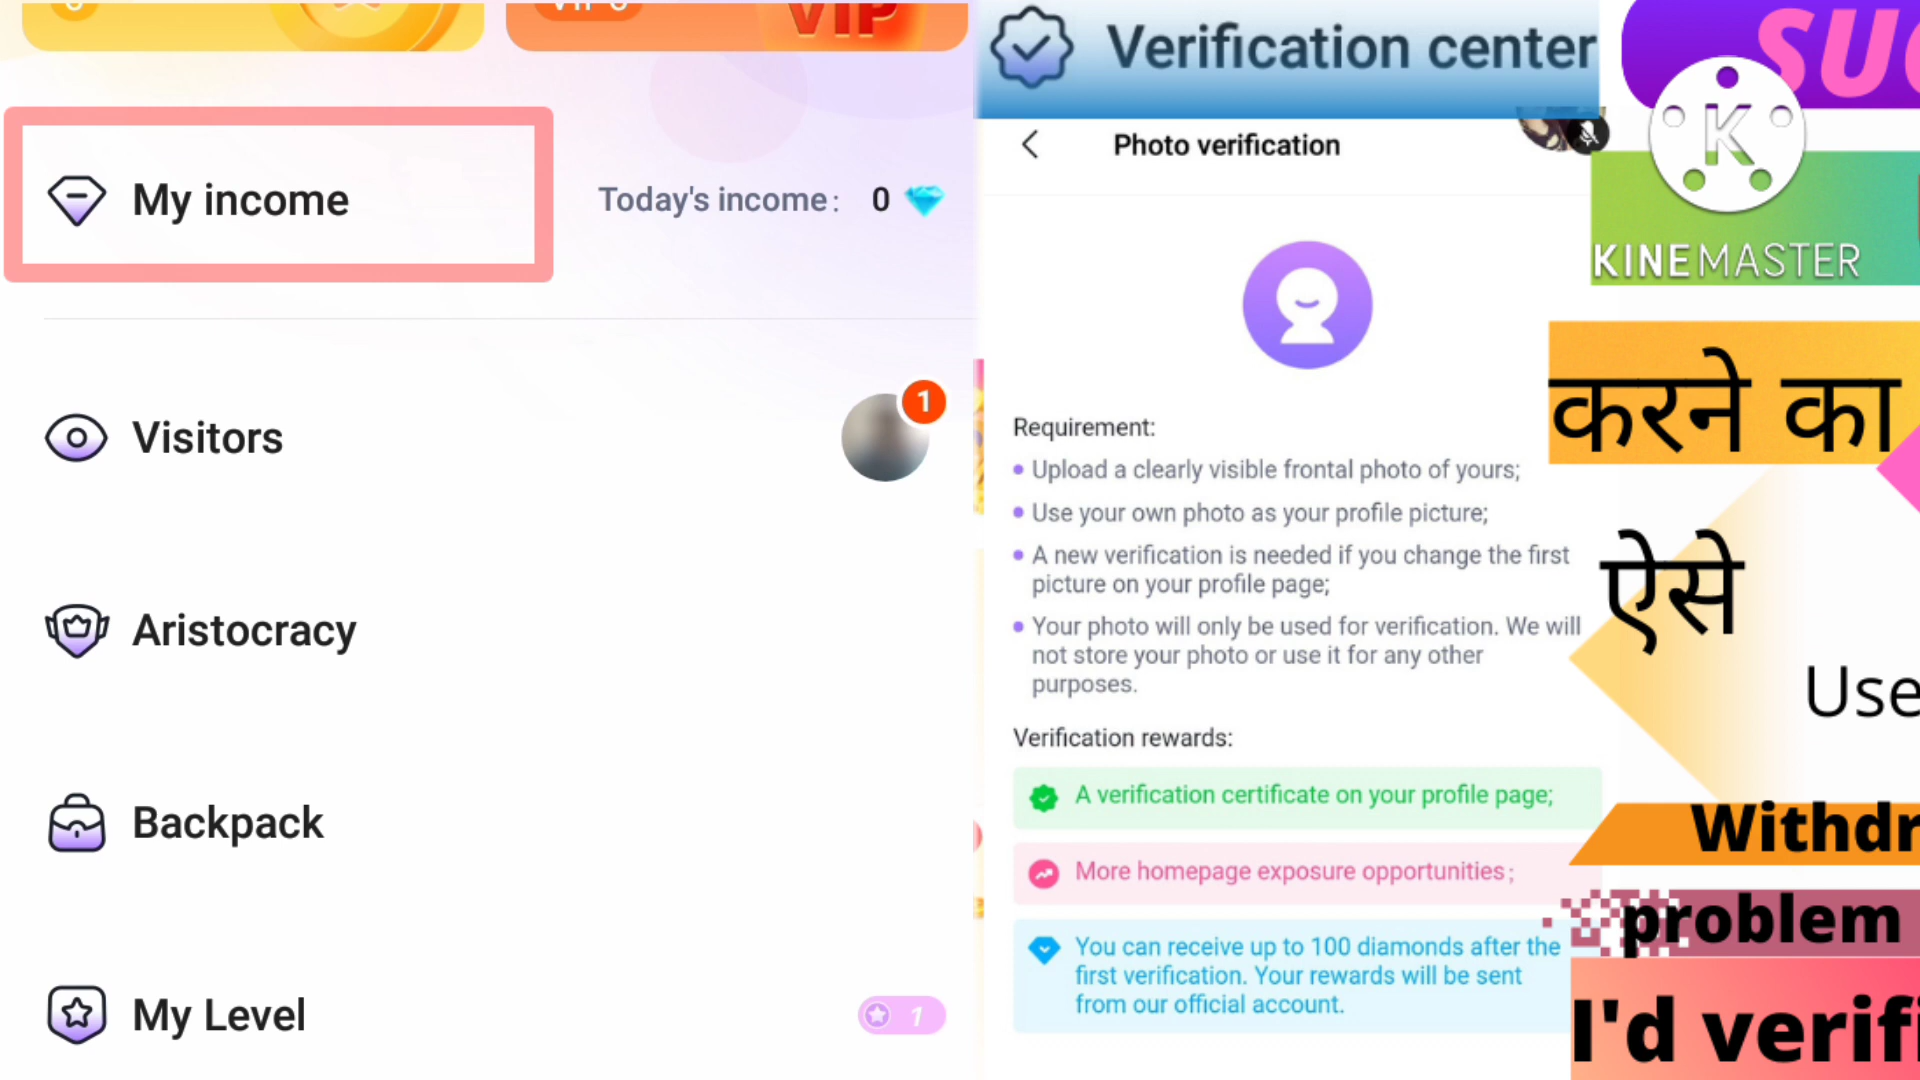 VIP
My income
Today's income: 0
1
Visitors
Aristocracy
Backpack
My Level
1
Verification center
Photo verification
Requirement:
Upload a clearly visible frontal photo of yours;
Use your own photo as your profile picture;
A new verification is needed if you change the first
picture on your profile page;
Your photo will only be used for verification. We will
not store your photo or use it for any other
purposes.
Verification rewards:
A verification certificate on your profile page;
More homepage exposure opportunities;
You can receive up to 100 diamonds after the
first verification. Your rewards will be sent
from our official account.
K
KINEMASTER
करने का
ऐसे
Use
Withdr
problem
I'd verifi